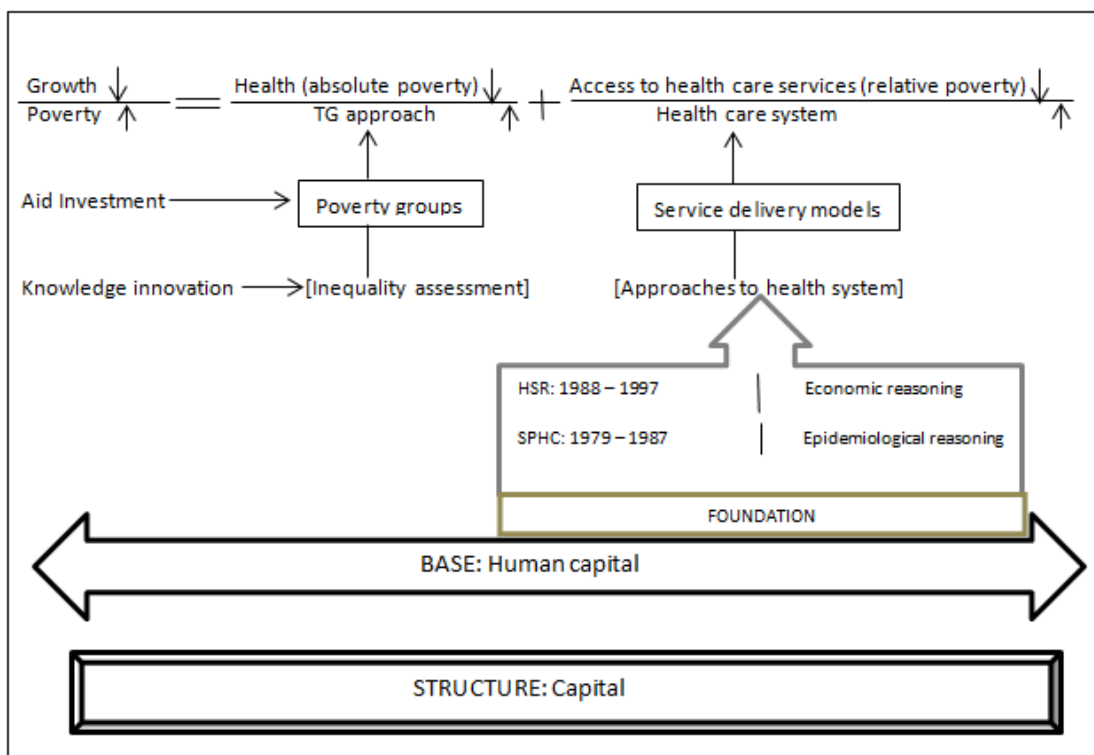 Growth
Poverty
Health (absolute poverty)
TG approach
+
Access to health care services (relative poverty)
Health care system
Aid Investment
Poverty groups
Service delivery models
Knowledge innovation
[Inequality assessment]
[Approaches to health system]
HSR: 1988 – 1997 | Economic reasoning
SPHC: 1979 – 1987 | Epidemiological reasoning
FOUNDATION
BASE: Human capital
STRUCTURE: Capital